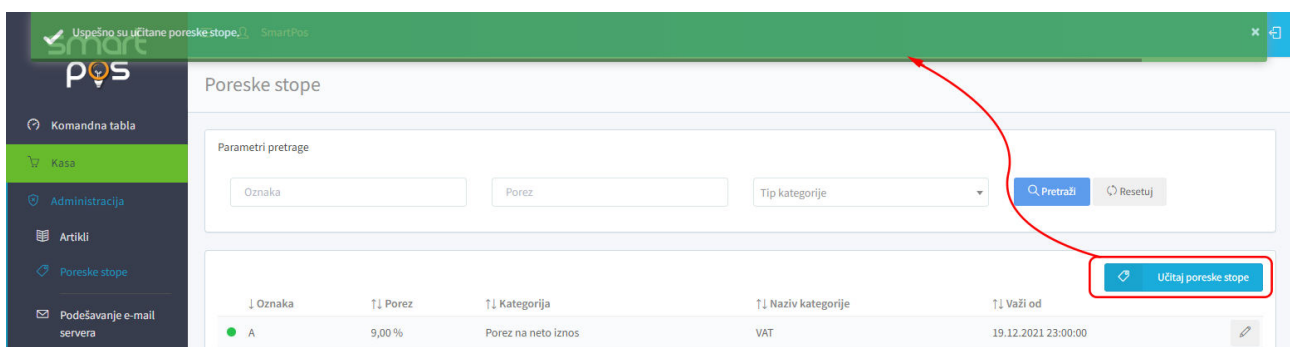 Uspešno su učitane poreske stope.
SmartPos
smart
pos
Poreske stope
Komandna tabla
Kasa
Administracija
Artikli
Poreske stope
Podešavanje e-mail
servera
Parametri pretrage
Oznaka Porez Tip kategorije Pretraži Resetuj
Učitaj poreske stope
Oznaka Porez Kategorija Naziv kategorije Važi od
A 9,00 % Porez na neto iznos VAT 19.12.2021 23:00:00